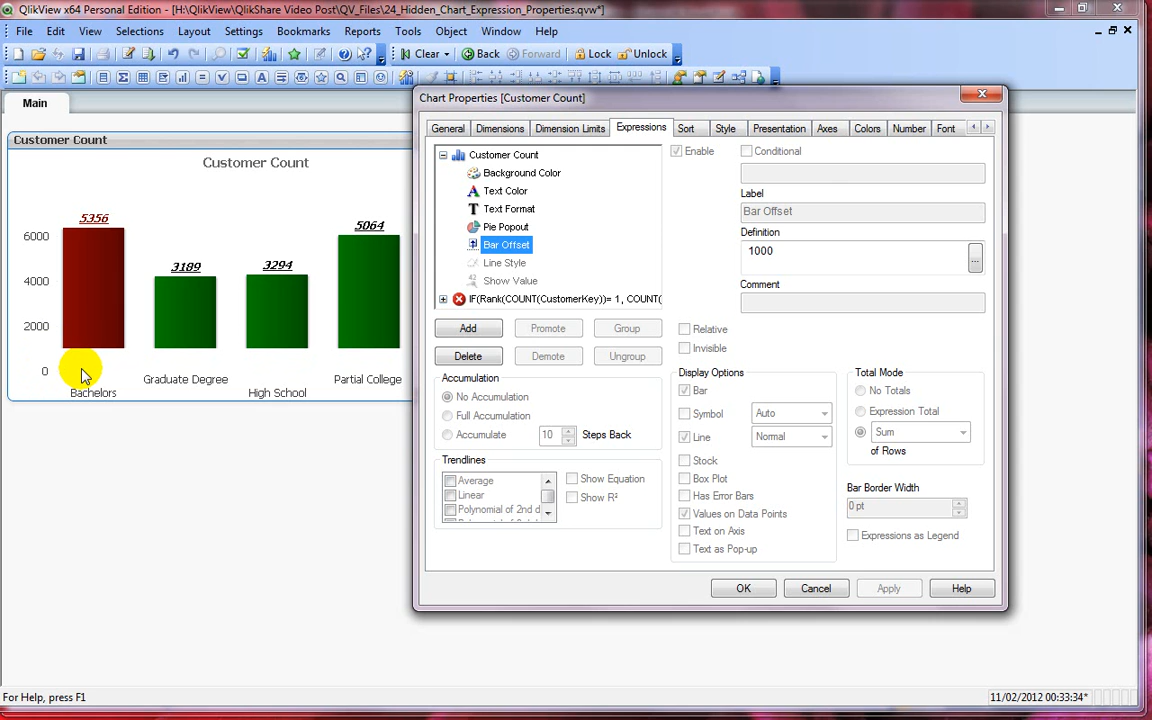 QlikView x64 Personal Edition - [H:\QlikView\QlikShare Video Post\QV_Files\24_Hidden_Chart_Expression_Properties.qvw*]
File Edit View Selections Layout Settings Bookmarks Reports Tools Object Window Help
Clear Back Forward Lock Unlock
Main
Customer Count
Customer Count
5356
3189
3294
5064
6000
4000
2000
0
Bachelors
Graduate Degree
High School
Partial College
Chart Properties [Customer Count]
General Dimensions Dimension Limits Expressions Sort Style Presentation Axes Colors Number Font
Customer Count
Background Color
Text Color
Text Format
Pie Popout
Bar Offset
Line Style
Show Value
IF(Rank(COUNT(CustomerKey))= 1, COUNT(
Add Promote Group
Delete Demote Ungroup
Accumulation
No Accumulation
Full Accumulation
Accumulate 10 Steps Back
Trendlines
Average
Linear
Polynomial of 2nd d
Show Equation
Show R²
Enable Conditional
Label
Bar Offset
Definition
1000
...
Comment
Relative
Invisible
Display Options
Bar
Symbol Auto
Line Normal
Stock
Box Plot
Has Error Bars
Values on Data Points
Text on Axis
Text as Pop-up
Total Mode
No Totals
Expression Total
Sum
of Rows
Bar Border Width
0 pt
Expressions as Legend
OK Cancel Apply Help
For Help, press F1
11/02/2012 00:33:34*